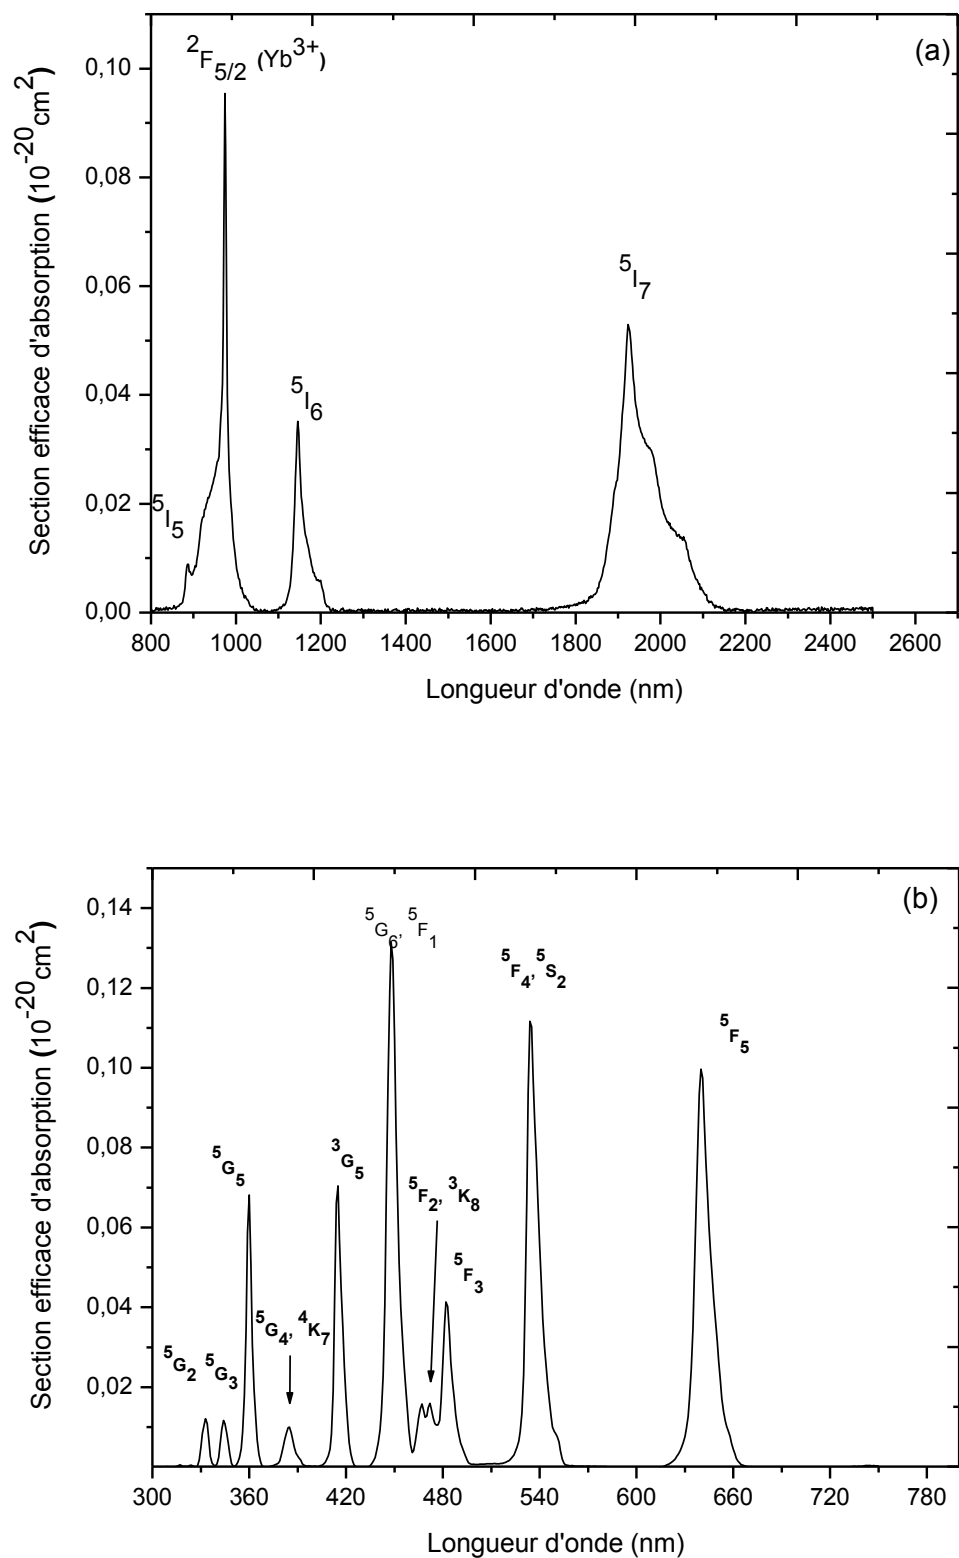 (a)
²F₅/₂ (Yb³⁺)
⁵I₇
⁵I₆
⁵I₅
Section efficace d'absorption (10⁻²⁰cm²)
0,10
0,08
0,06
0,04
0,02
0,00
800 1000 1200 1400 1600 1800 2000 2200 2400 2600
Longueur d'onde (nm)
(b)
⁵G₆, ⁵F₁
⁵F₄, ⁵S₂
⁵F₅
⁵G₅
³G₅
⁵F₂, ³K₈
⁵F₃
⁵G₄, ⁴K₇
⁵G₂ ⁵G₃
Section efficace d'absorption (10⁻²⁰cm²)
0,14
0,12
0,10
0,08
0,06
0,04
0,02
300 360 420 480 540 600 660 720 780
Longueur d'onde (nm)